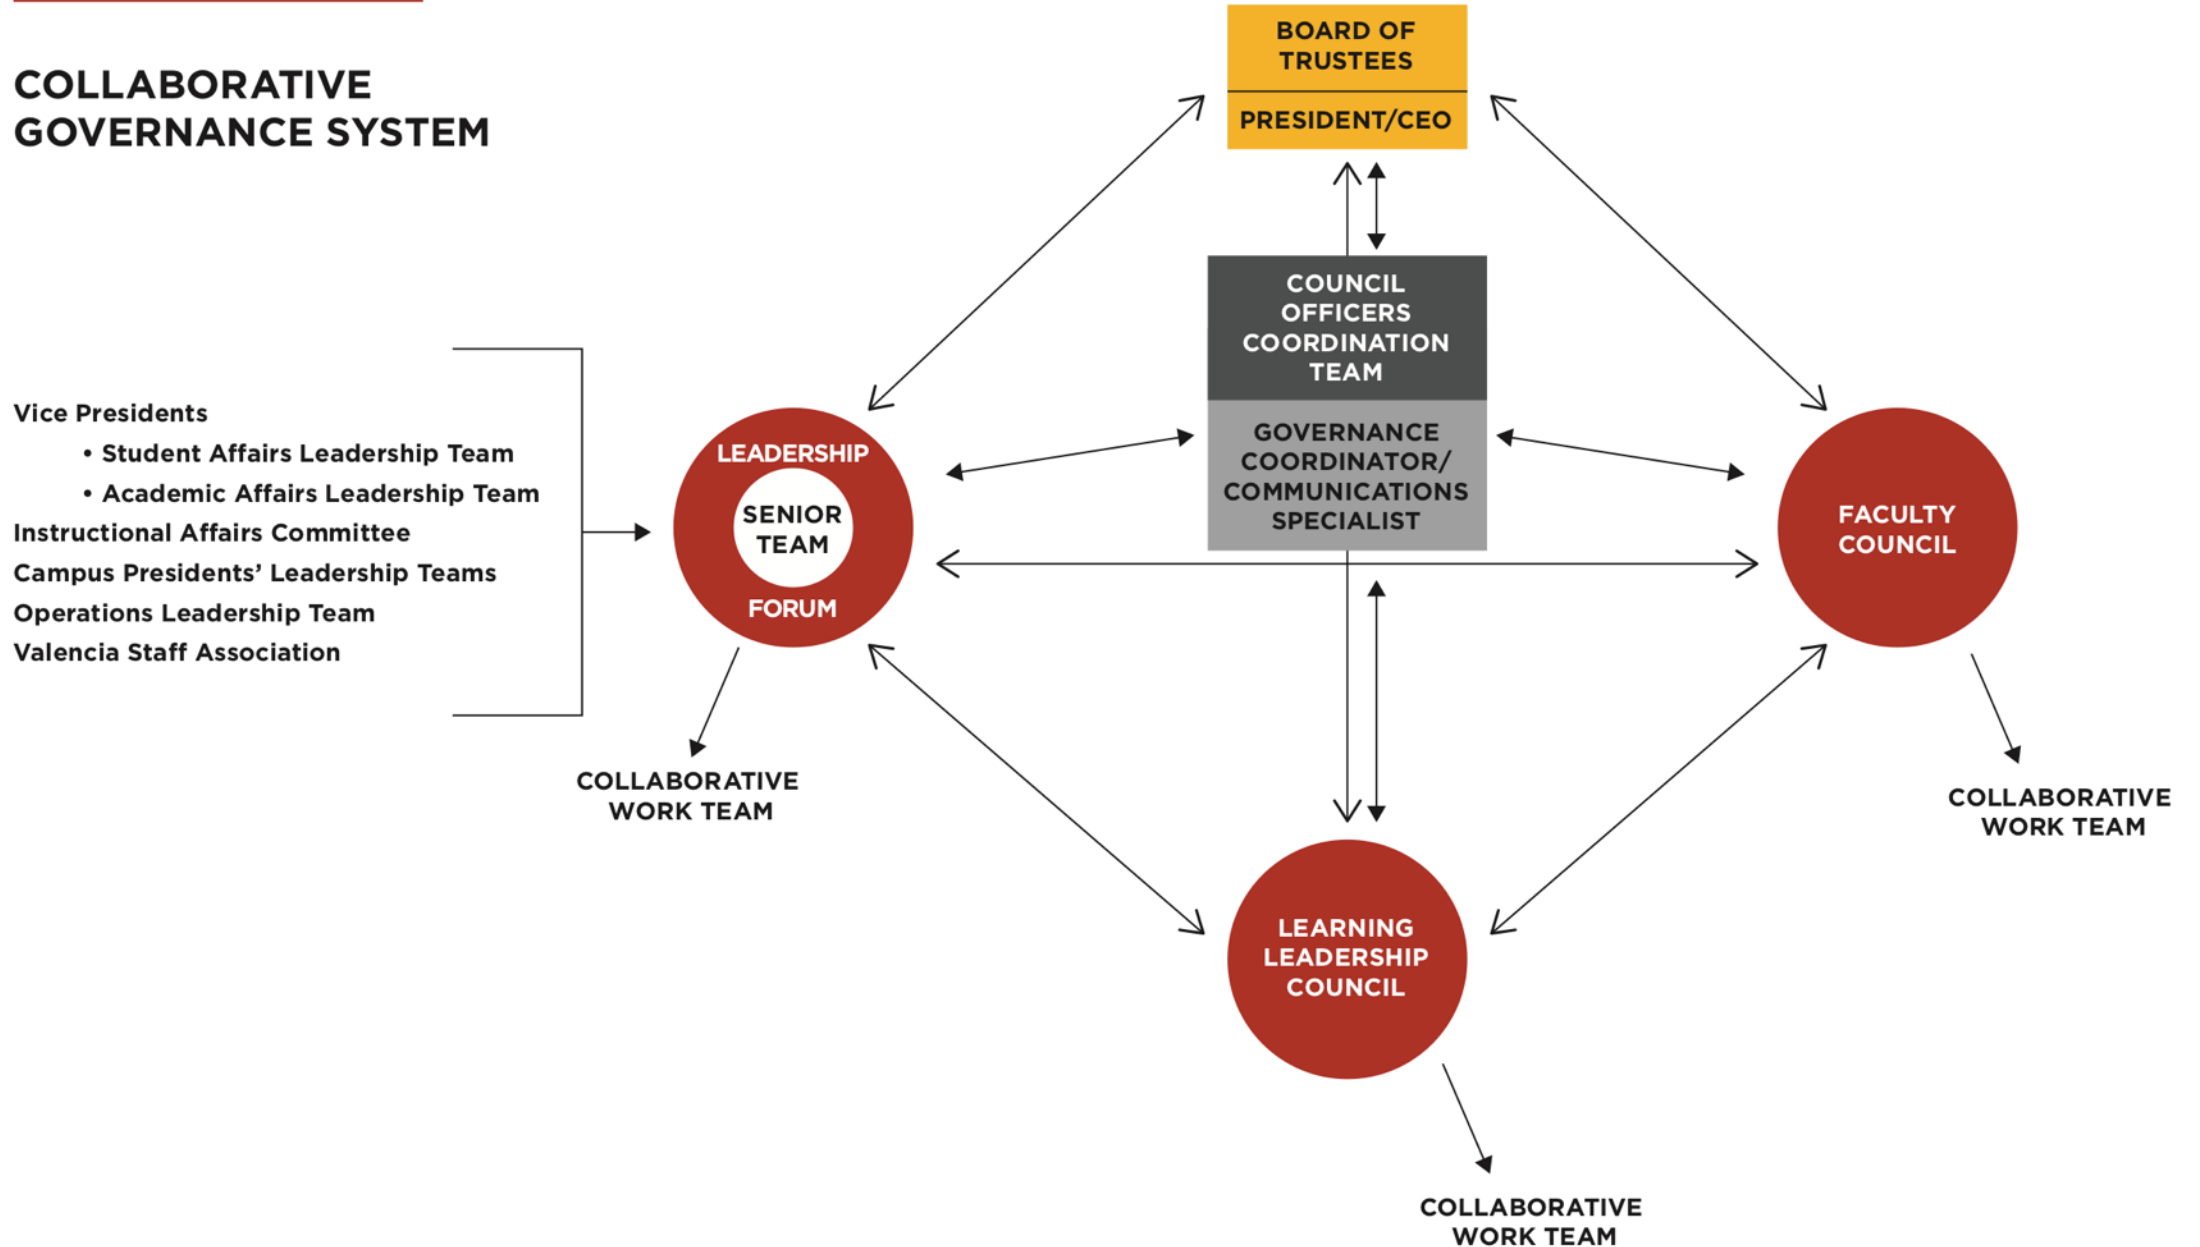 COLLABORATIVE
GOVERNANCE SYSTEM
BOARD OF
TRUSTEES
PRESIDENT/CEO
COUNCIL
OFFICERS
COORDINATION
TEAM
GOVERNANCE
COORDINATOR/
COMMUNICATIONS
SPECIALIST
Vice Presidents
• Student Affairs Leadership Team
• Academic Affairs Leadership Team
Instructional Affairs Committee
Campus Presidents’ Leadership Teams
Operations Leadership Team
Valencia Staff Association
LEADERSHIP
SENIOR
TEAM
FORUM
FACULTY
COUNCIL
COLLABORATIVE
WORK TEAM
COLLABORATIVE
WORK TEAM
LEARNING
LEADERSHIP
COUNCIL
COLLABORATIVE
WORK TEAM